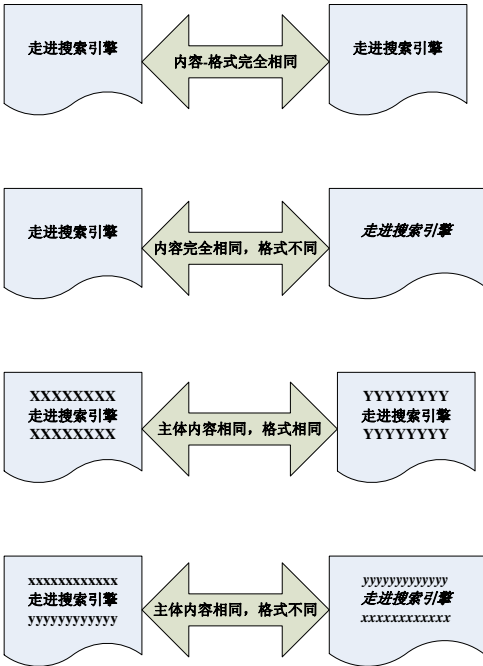 走进搜索引擎
内容-格式完全相同
走进搜索引擎
走进搜索引擎
内容完全相同，格式不同
走进搜索引擎
XXXXXXXX
走进搜索引擎
XXXXXXXX
主体内容相同，格式相同
YYYYYYYY
走进搜索引擎
YYYYYYYY
xxxxxxxxxxxx
走进搜索引擎
yyyyyyyyyyyy
主体内容相同，格式不同
yyyyyyyyyyyyy
走进搜索引擎
xxxxxxxxxxxx